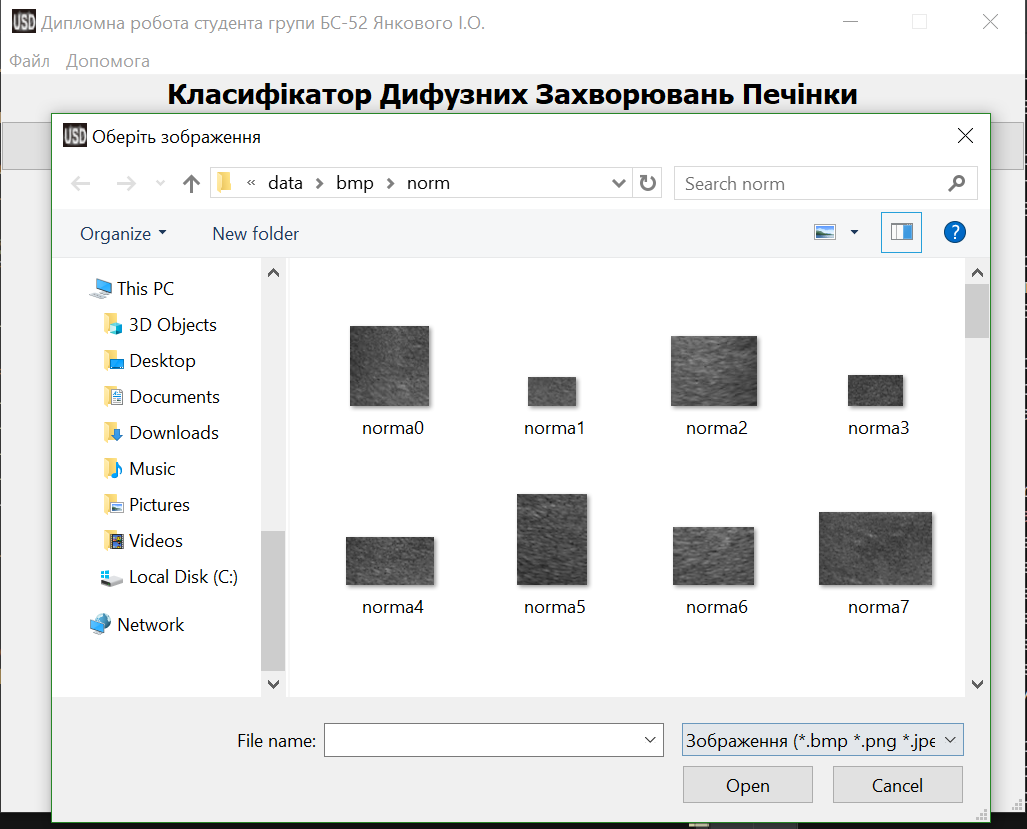 USD Дипломна робота студента групи БС-52 Янкового І.О.
Файл Допомога
Класифікатор Дифузних Захворювань Печінки
USD Оберіть зображення
« data > bmp > norm
Search norm
Organize New folder
This PC
3D Objects
Desktop
Documents
Downloads
Music
Pictures
Videos
Local Disk (C:)
Network
norma0 norma1 norma2 norma3
norma4 norma5 norma6 norma7
File name: Зображення (*.bmp *.png *.jpe
Open Cancel